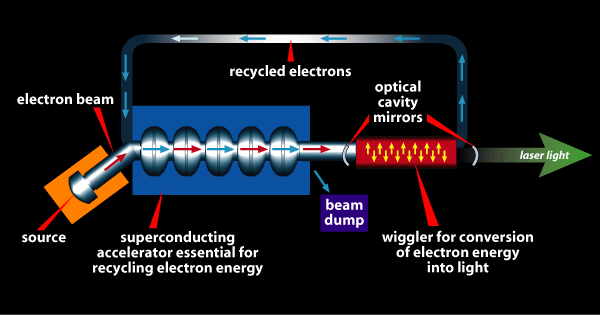 recycled electrons
optical
cavity
mirrors
electron beam
laser light
beam
dump
source
superconducting
accelerator essential for
recycling electron energy
wiggler for conversion
of electron energy
into light